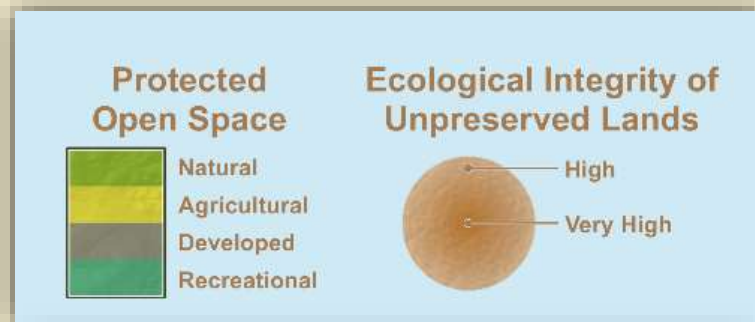 Protected
Open Space
Natural
Agricultural
Developed
Recreational
Ecological Integrity of
Unpreserved Lands
High
Very High